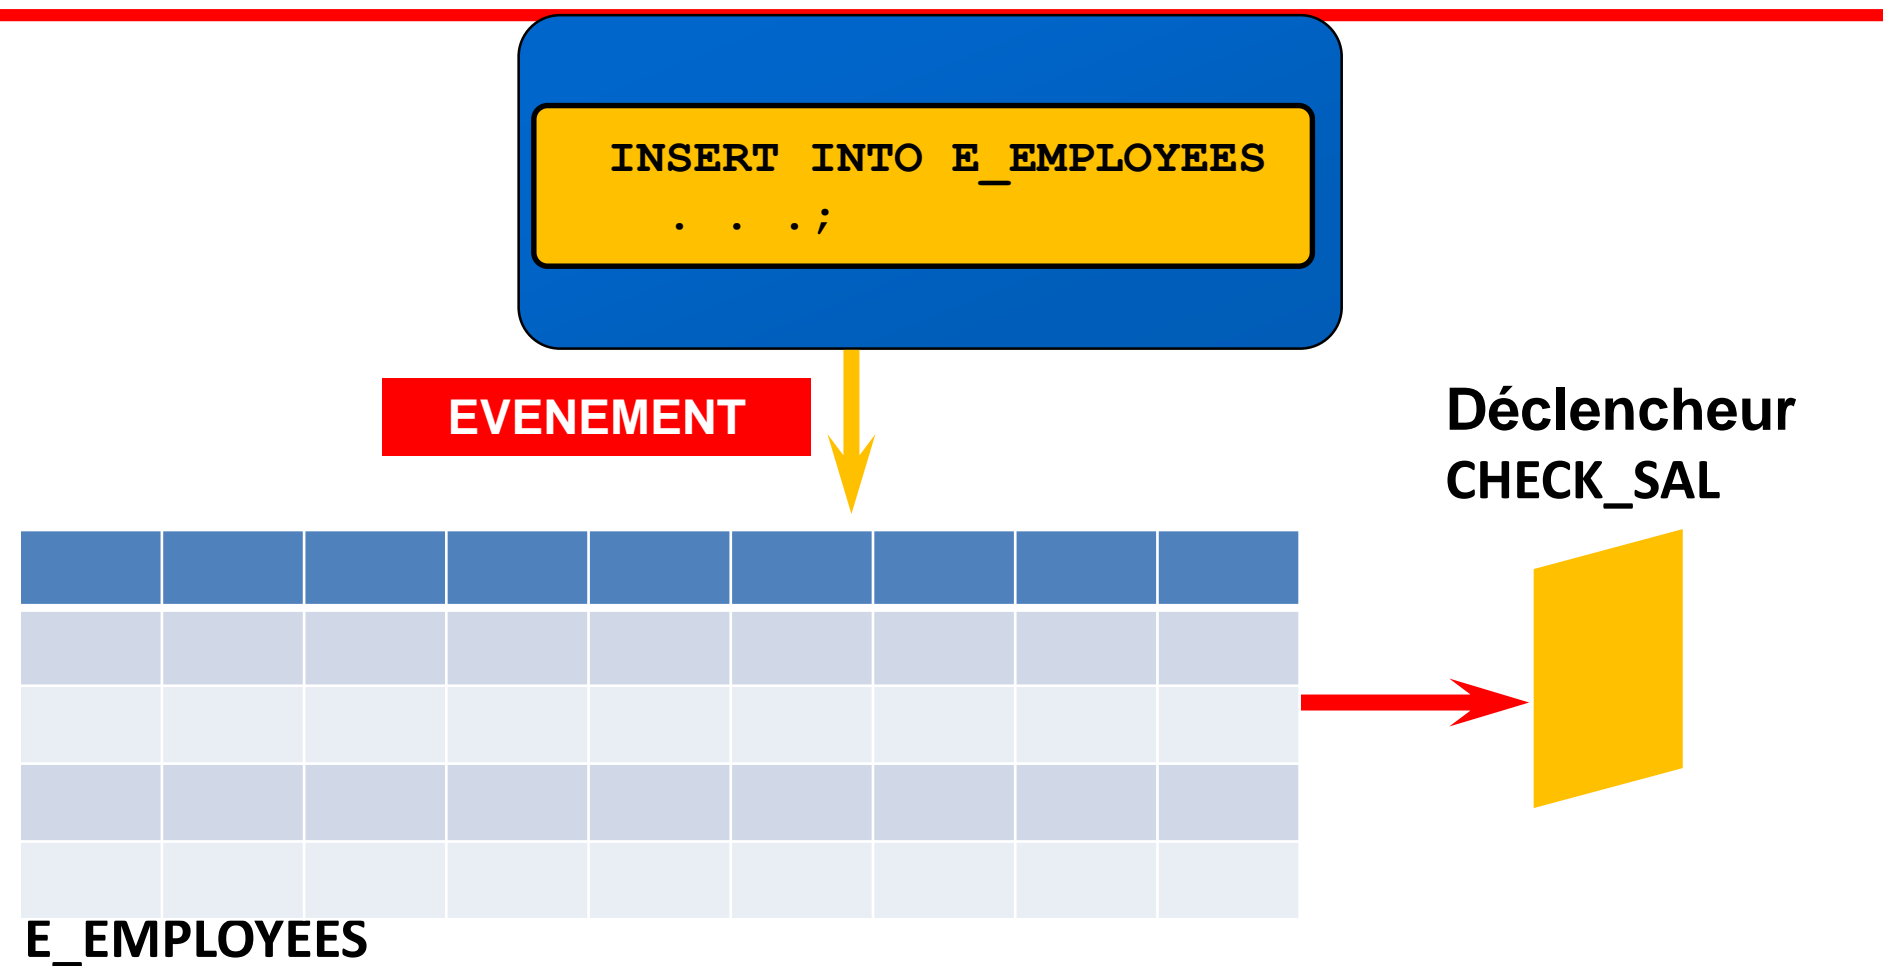 INSERT INTO E_EMPLOYEES
. . .;
EVENEMENT
Déclencheur
CHECK_SAL
E_EMPLOYEES